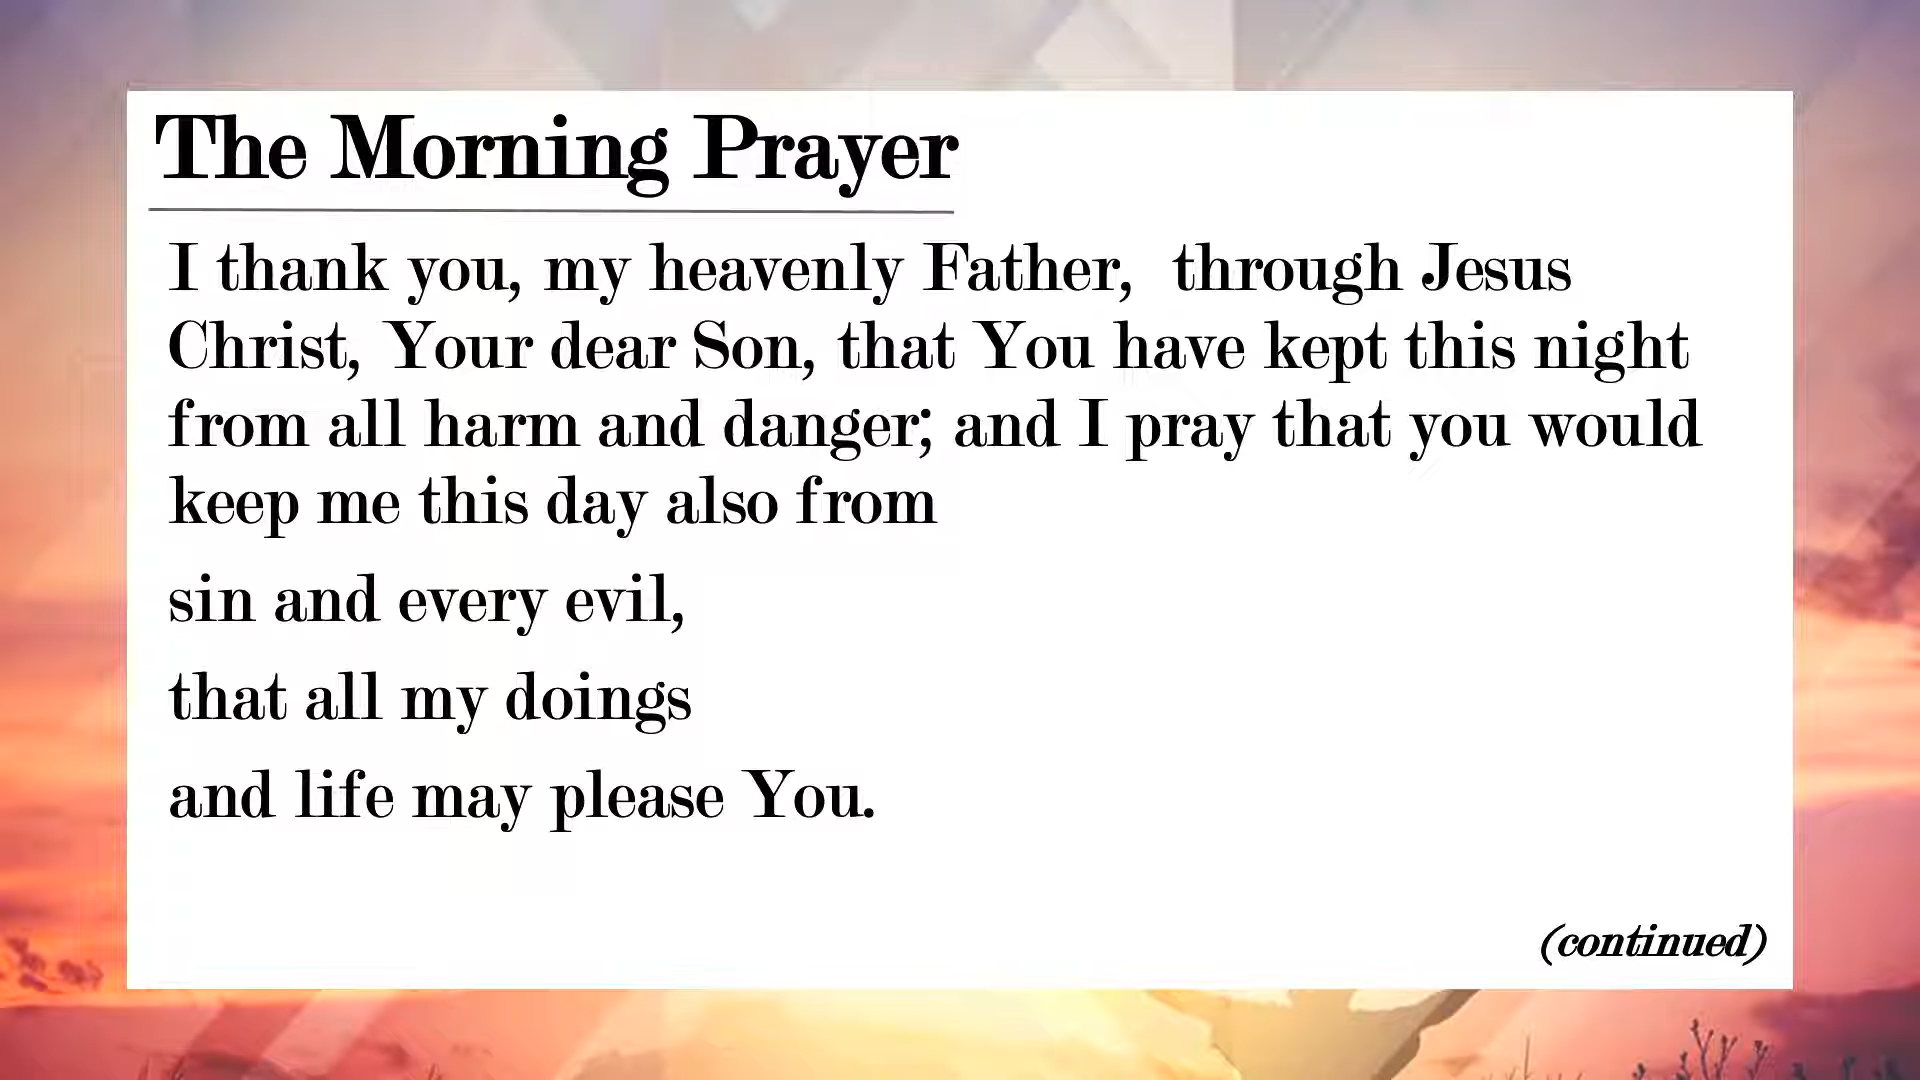 The Morning Prayer
I thank you, my heavenly Father,  through Jesus
Christ, Your dear Son, that You have kept this night
from all harm and danger; and I pray that you would
keep me this day also from
sin and every evil,
that all my doings
and life may please You.
(continued)